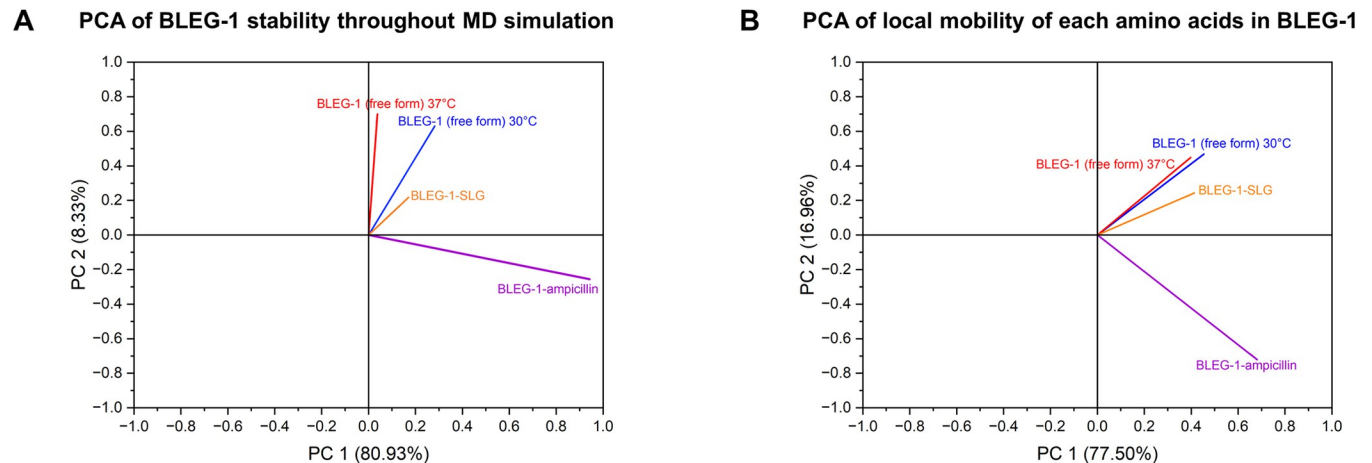 A PCA of BLEG-1 stability throughout MD simulation
1.0
0.8
0.6
0.4
0.2
0.0
−0.2
−0.4
−0.6
−0.8
−1.0
PC 2 (8.33%)
BLEG-1 (free form) 37°C
BLEG-1 (free form) 30°C
BLEG-1-SLG
BLEG-1-ampicillin
−1.0 −0.8 −0.6 −0.4 −0.2 0.0 0.2 0.4 0.6 0.8 1.0
PC 1 (80.93%)
B PCA of local mobility of each amino acids in BLEG-1
1.0
0.8
0.6
0.4
0.2
0.0
−0.2
−0.4
−0.6
−0.8
−1.0
PC 2 (16.96%)
BLEG-1 (free form) 30°C
BLEG-1 (free form) 37°C
BLEG-1-SLG
BLEG-1-ampicillin
−1.0 −0.8 −0.6 −0.4 −0.2 0.0 0.2 0.4 0.6 0.8 1.0
PC 1 (77.50%)